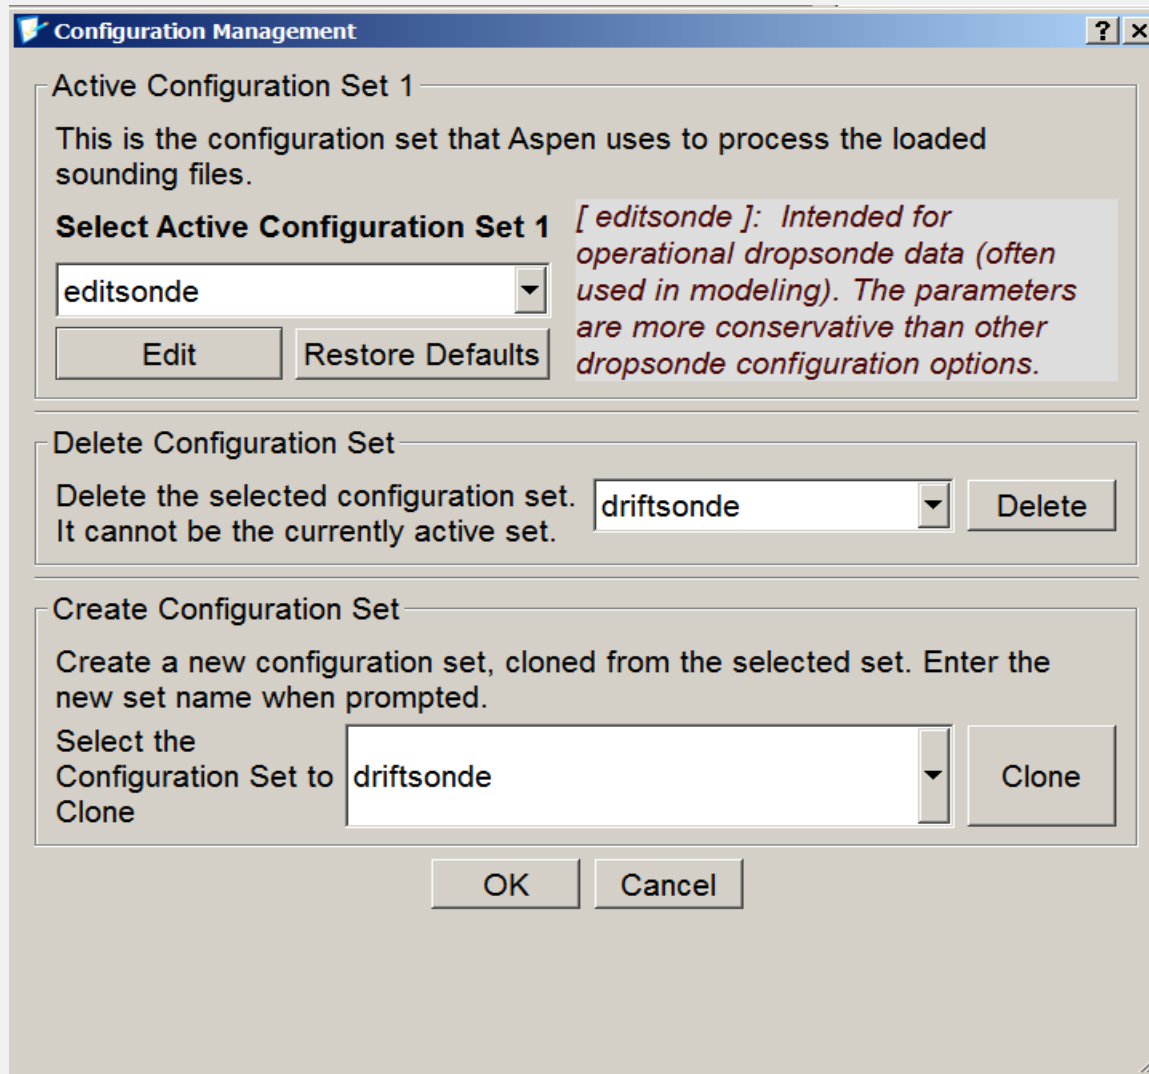 Configuration Management
Active Configuration Set 1
This is the configuration set that Aspen uses to process the loaded
sounding files.
Select Active Configuration Set 1
editsonde
Edit
Restore Defaults
[ editsonde ]: Intended for
operational dropsonde data (often
used in modeling). The parameters
are more conservative than other
dropsonde configuration options.
Delete Configuration Set
Delete the selected configuration set.
It cannot be the currently active set.
driftsonde
Delete
Create Configuration Set
Create a new configuration set, cloned from the selected set. Enter the
new set name when prompted.
Select the
Configuration Set to
Clone
driftsonde
Clone
OK
Cancel